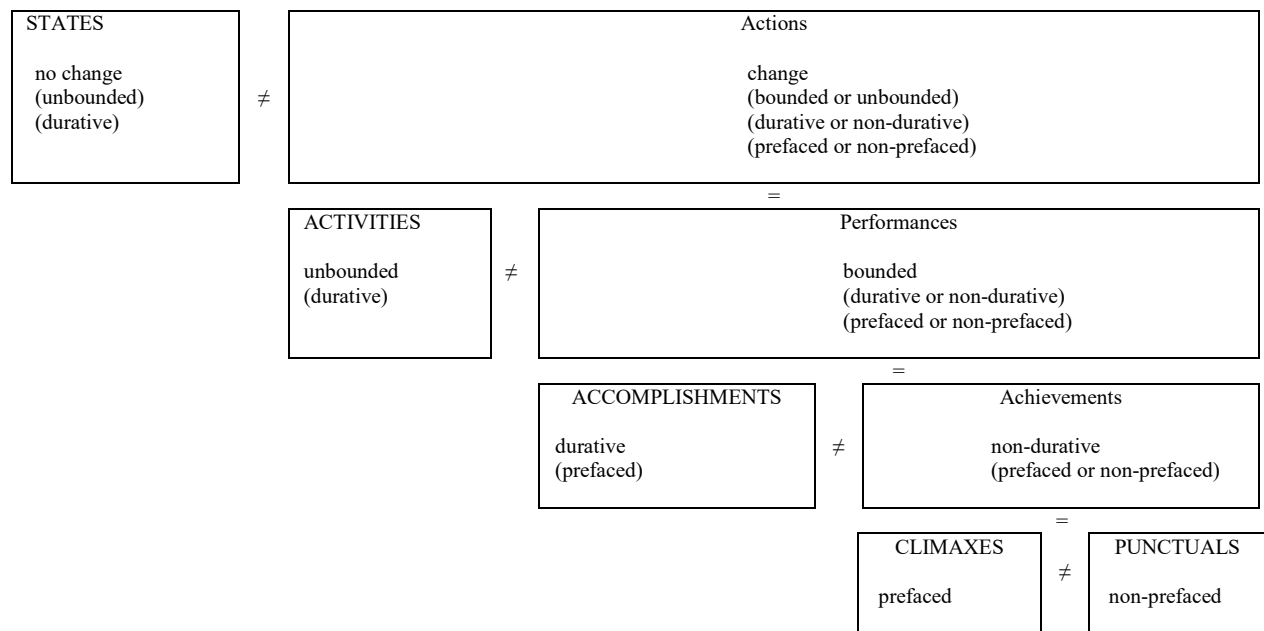 STATES
no change
(unbounded)
(durative)
≠
Actions
change
(bounded or unbounded)
(durative or non-durative)
(prefaced or non-prefaced)
=
ACTIVITIES
unbounded
(durative)
≠
Performances
bounded
(durative or non-durative)
(prefaced or non-prefaced)
=
ACCOMPLISHMENTS
durative
(prefaced)
≠
Achievements
non-durative
(prefaced or non-prefaced)
=
CLIMAXES
prefaced
≠
PUNCTUALS
non-prefaced